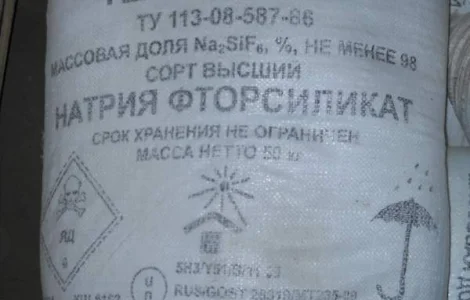 ТУ 113-08-587-86
МАССОВАЯ ДОЛЯ Na₂SiF₆, %, НЕ МЕНЕЕ 98
СОРТ ВЫСШИЙ
НАТРИЯ ФТОРСИЛИКАТ
СРОК ХРАНЕНИЯ НЕ ОГРАНИЧЕН
МАССА НЕТТО 50 кг
ЯД
6
u
n